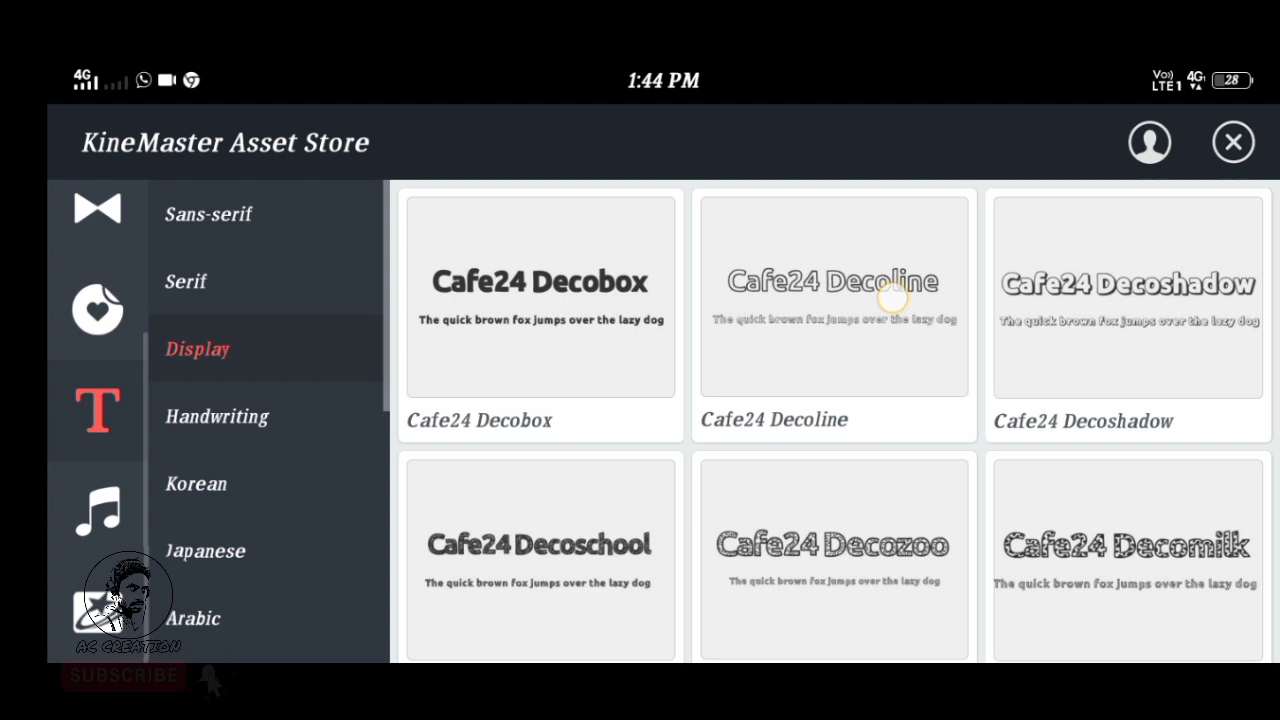 4G
1:44 PM
Vo))
LTE 1
4G
28
KineMaster Asset Store
Sans-serif
Serif
Display
Handwriting
Korean
Japanese
Arabic
T
Cafe24 Decobox
The quick brown fox jumps over the lazy dog
Cafe24 Decobox
Cafe24 Decoline
The quick brown fox jumps over the lazy dog
Cafe24 Decoline
Cafe24 Decoshadow
The quick brown fox jumps over the lazy dog
Cafe24 Decoshadow
Cafe24 Decoschool
The quick brown fox jumps over the lazy dog
Cafe24 Decozoo
The quick brown fox jumps over the lazy dog
Cafe24 Decomilk
The quick brown fox jumps over the lazy dog
AC CREATION
SUBSCRIBE